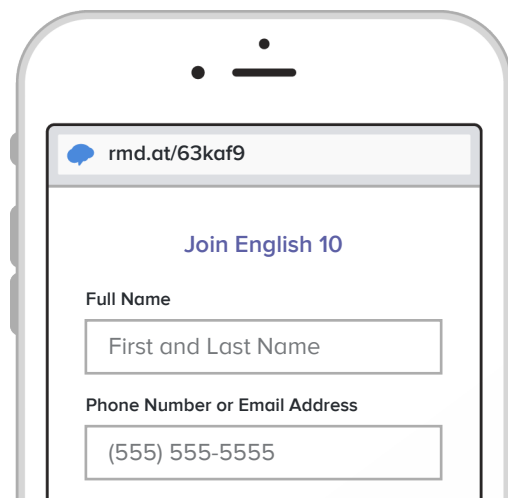 rmd.at/63kaf9
Join English 10
Full Name
First and Last Name
Phone Number or Email Address
(555) 555-5555